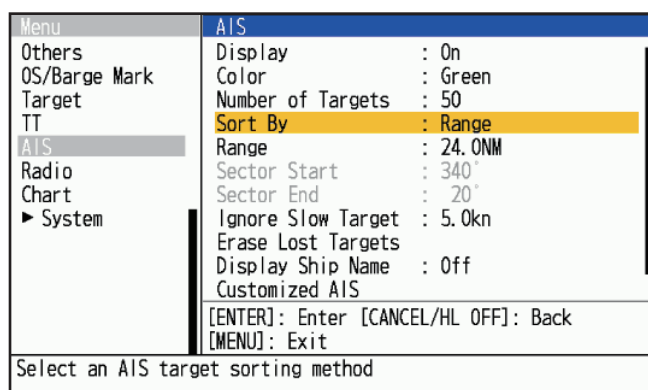 Menu
Others
OS/Barge Mark
Target
TT
AIS
Radio
Chart
► System
AIS
Display : On
Color : Green
Number of Targets : 50
Sort By : Range
Range : 24.0NM
Sector Start : 340°
Sector End : 20°
Ignore Slow Target : 5.0kn
Erase Lost Targets
Display Ship Name : Off
Customized AIS
[ENTER]: Enter [CANCEL/HL OFF]: Back
[MENU]: Exit
Select an AIS target sorting method